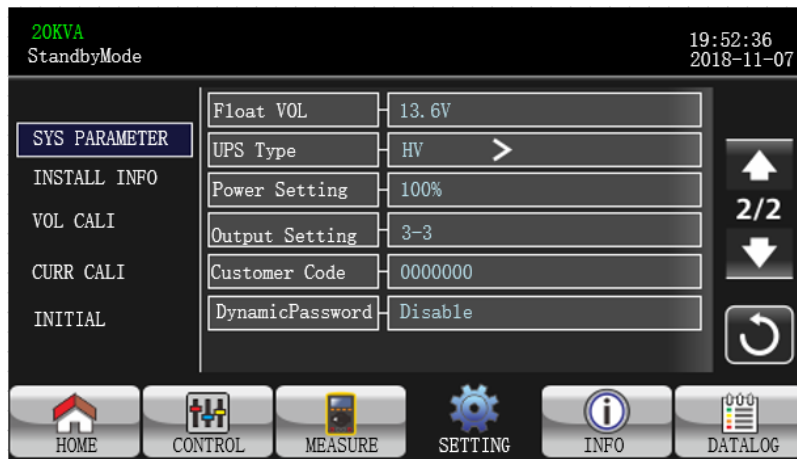 20KVA
StandbyMode
19:52:36
2018-11-07
SYS PARAMETER
INSTALL INFO
VOL CALI
CURR CALI
INITIAL
Float VOL 13.6V
UPS Type HV >
Power Setting 100%
Output Setting 3-3
Customer Code 0000000
DynamicPassword Disable
2/2
HOME CONTROL MEASURE SETTING INFO DATALOG